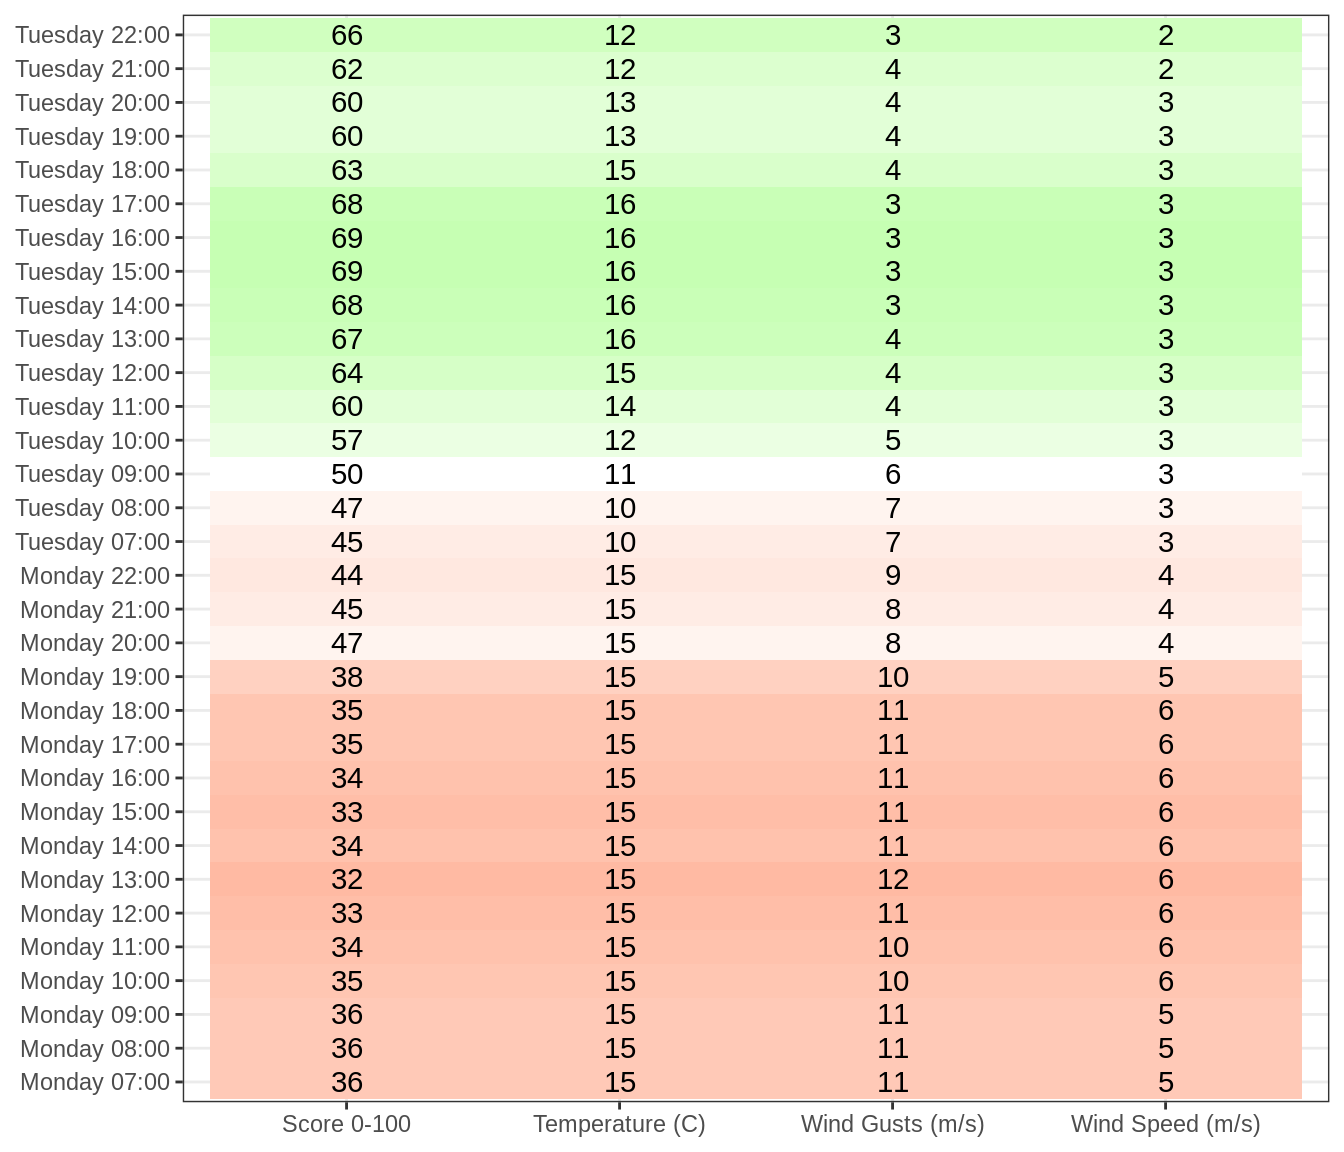 Tuesday 22:00 66 12 3 2
Tuesday 21:00 62 12 4 2
Tuesday 20:00 60 13 4 3
Tuesday 19:00 60 13 4 3
Tuesday 18:00 63 15 4 3
Tuesday 17:00 68 16 3 3
Tuesday 16:00 69 16 3 3
Tuesday 15:00 69 16 3 3
Tuesday 14:00 68 16 3 3
Tuesday 13:00 67 16 4 3
Tuesday 12:00 64 15 4 3
Tuesday 11:00 60 14 4 3
Tuesday 10:00 57 12 5 3
Tuesday 09:00 50 11 6 3
Tuesday 08:00 47 10 7 3
Tuesday 07:00 45 10 7 3
Monday 22:00 44 15 9 4
Monday 21:00 45 15 8 4
Monday 20:00 47 15 8 4
Monday 19:00 38 15 10 5
Monday 18:00 35 15 11 6
Monday 17:00 35 15 11 6
Monday 16:00 34 15 11 6
Monday 15:00 33 15 11 6
Monday 14:00 34 15 11 6
Monday 13:00 32 15 12 6
Monday 12:00 33 15 11 6
Monday 11:00 34 15 10 6
Monday 10:00 35 15 10 6
Monday 09:00 36 15 11 5
Monday 08:00 36 15 11 5
Monday 07:00 36 15 11 5
Score 0-100 Temperature (C) Wind Gusts (m/s) Wind Speed (m/s)